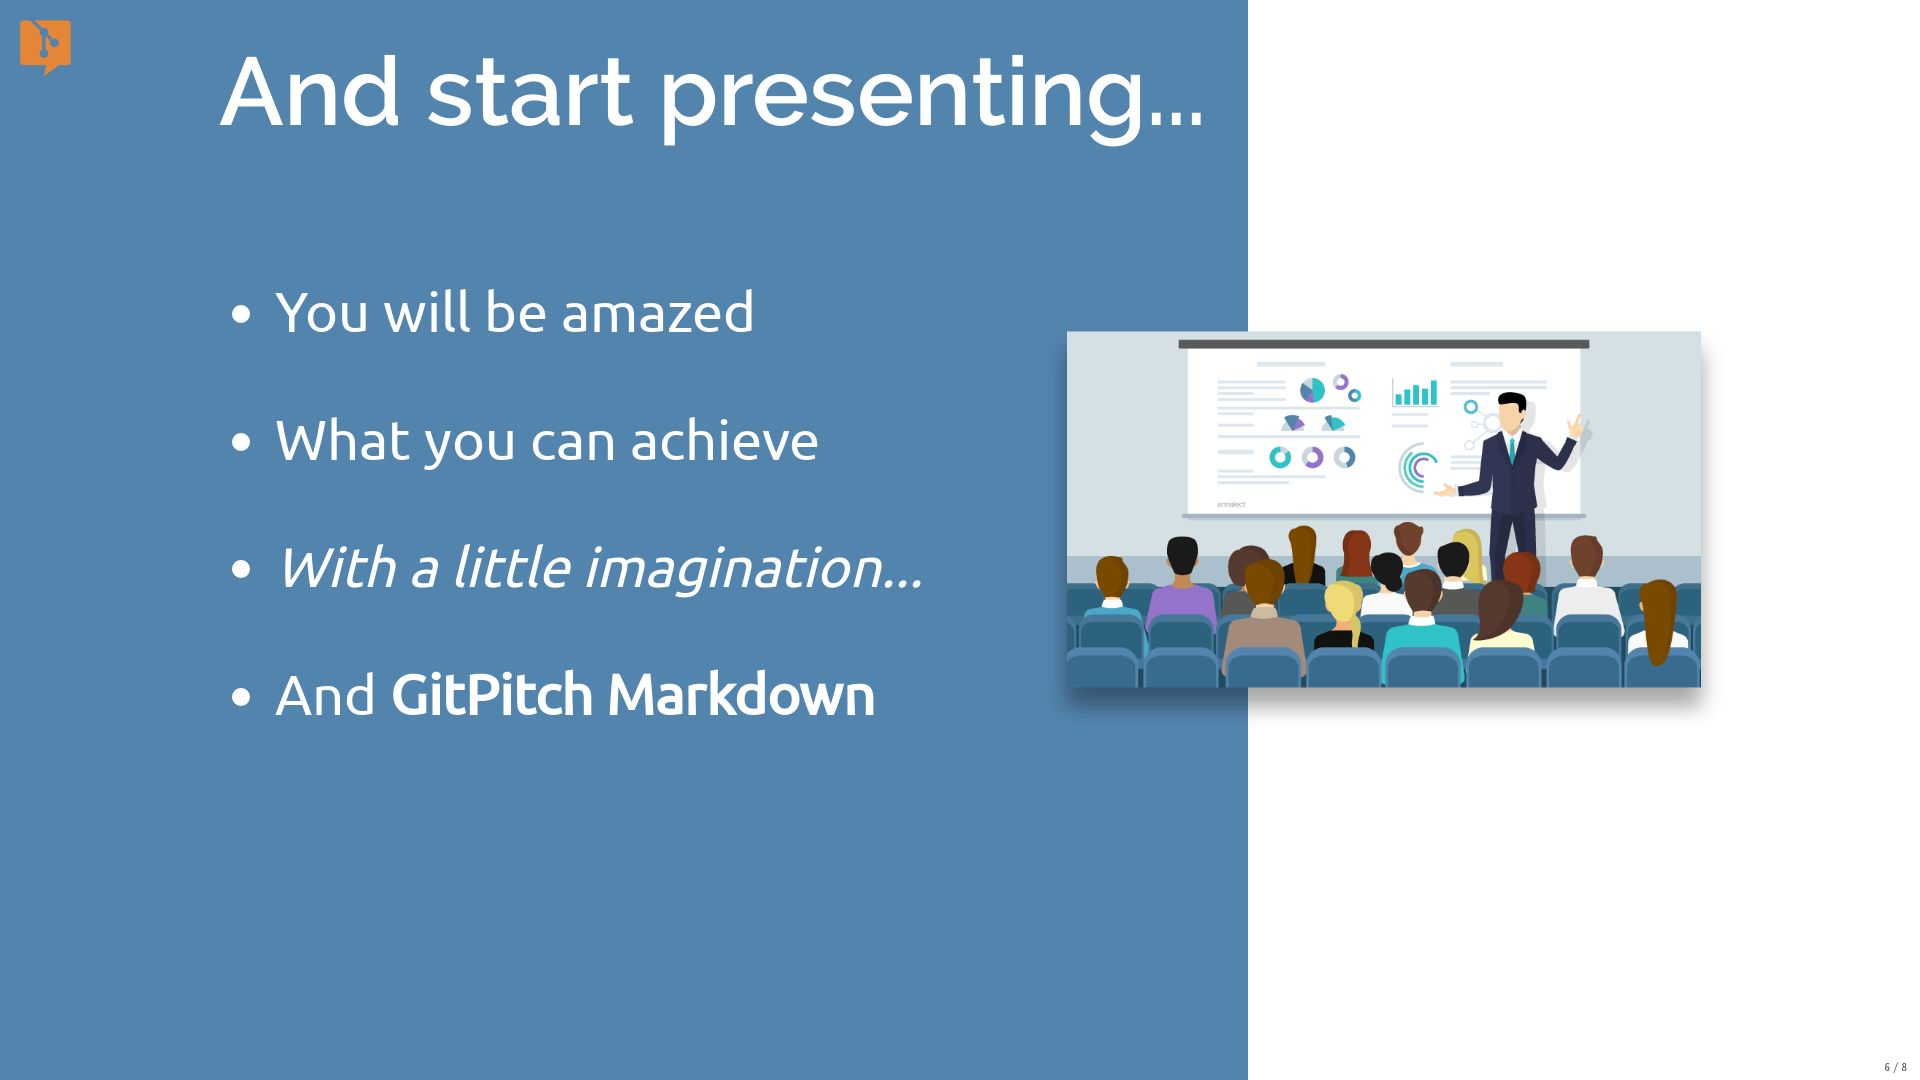 And start presenting...
• You will be amazed
• What you can achieve
• With a little imagination...
• And GitPitch Markdown
annalect
6 / 8